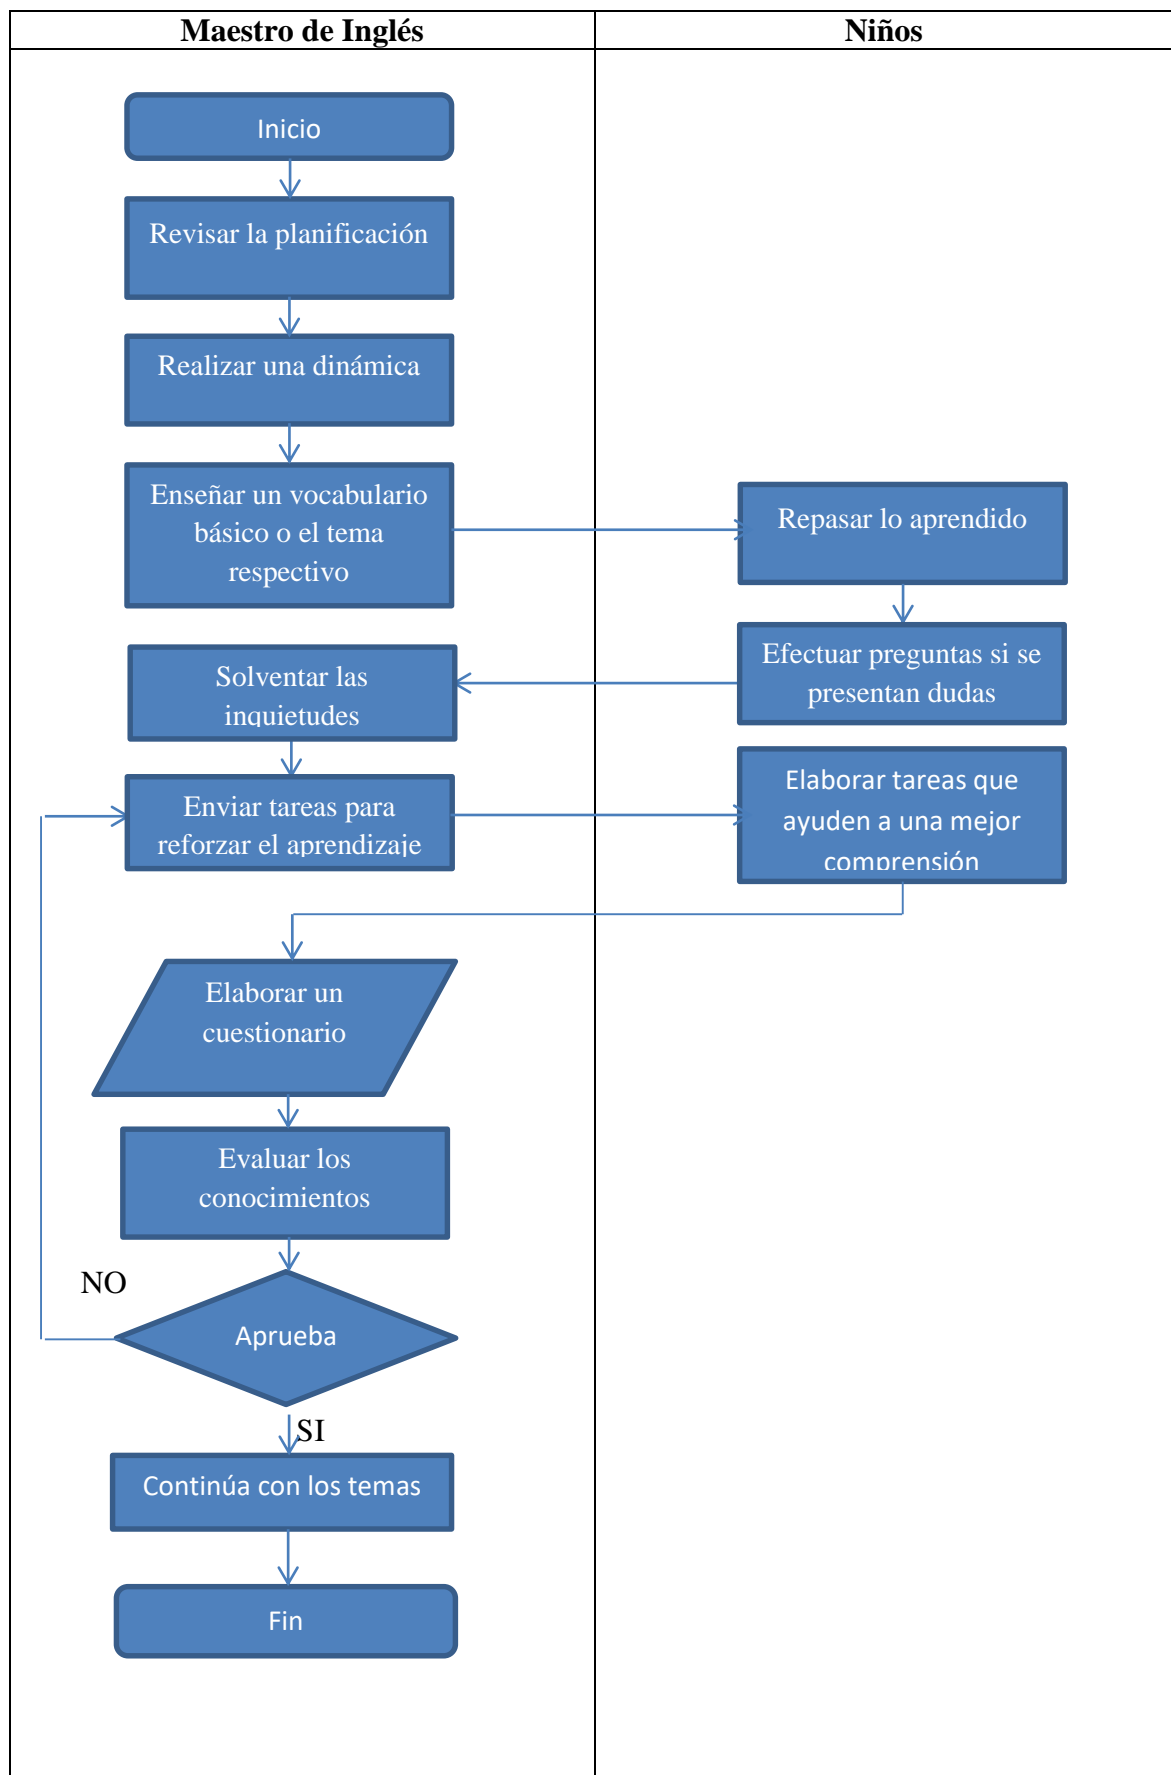 Maestro de Inglés
Niños
Inicio
Revisar la planificación
Realizar una dinámica
Enseñar un vocabulario
básico o el tema
respectivo
Repasar lo aprendido
Efectuar preguntas si se
presentan dudas
Solventar las
inquietudes
Enviar tareas para
reforzar el aprendizaje
Elaborar tareas que
ayuden a una mejor
comprensión
Elaborar un
cuestionario
Evaluar los
conocimientos
NO
Aprueba
SI
Continúa con los temas
Fin